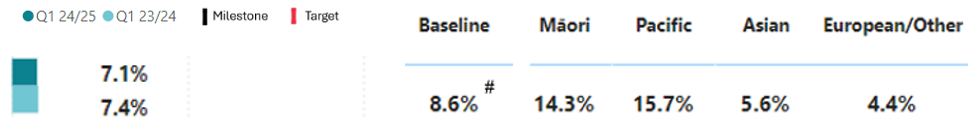 Q1 24/25 Q1 23/24 Milestone Target
Baseline Māori Pacific Asian European/Other
7.1%
7.4%
8.6% # 14.3% 15.7% 5.6% 4.4%